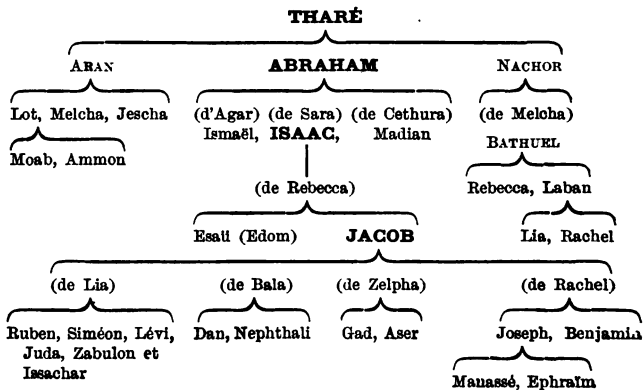 THARÉ
ARAN ABRAHAM NACHOR
Lot, Melcha, Jescha (d'Agar) (de Sara) (de Cethura) (de Melcha)
Ismaël, ISAAC, Madian
BATHUEL
Moab, Ammon
(de Rebecca) Rebecca, Laban
Esaü (Edom) JACOB Lia, Rachel
(de Lia) (de Bala) (de Zelpha) (de Rachel)
Ruben, Siméon, Lévi, Dan, Nephthali Gad, Aser Joseph, Benjamin
Juda, Zabulon et
Issachar
Manassé, Ephraïm